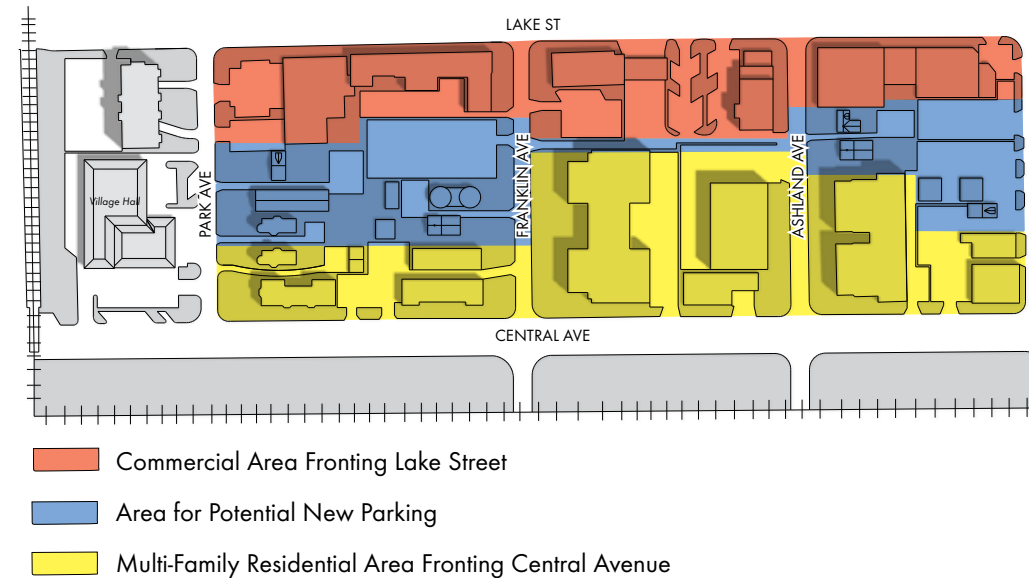 LAKE ST
Village Hall
PARK AVE
FRANKLIN AVE
ASHLAND AVE
CENTRAL AVE
Commercial Area Fronting Lake Street
Area for Potential New Parking
Multi-Family Residential Area Fronting Central Avenue